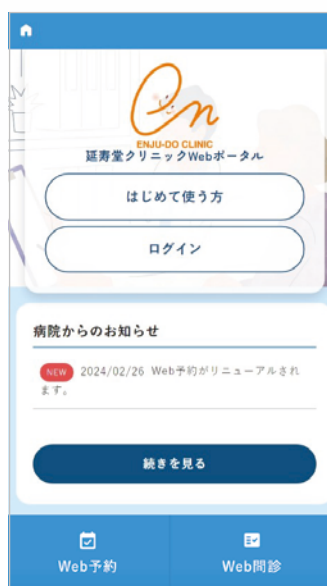 en
ENJU-DO CLINIC
延寿堂クリニックWebポータル
はじめて使う方
ログイン
病院からのお知らせ
NEW 2024/02/26 Web予約がリニューアルされ
ます。
続きを見る
Web予約
Web問診